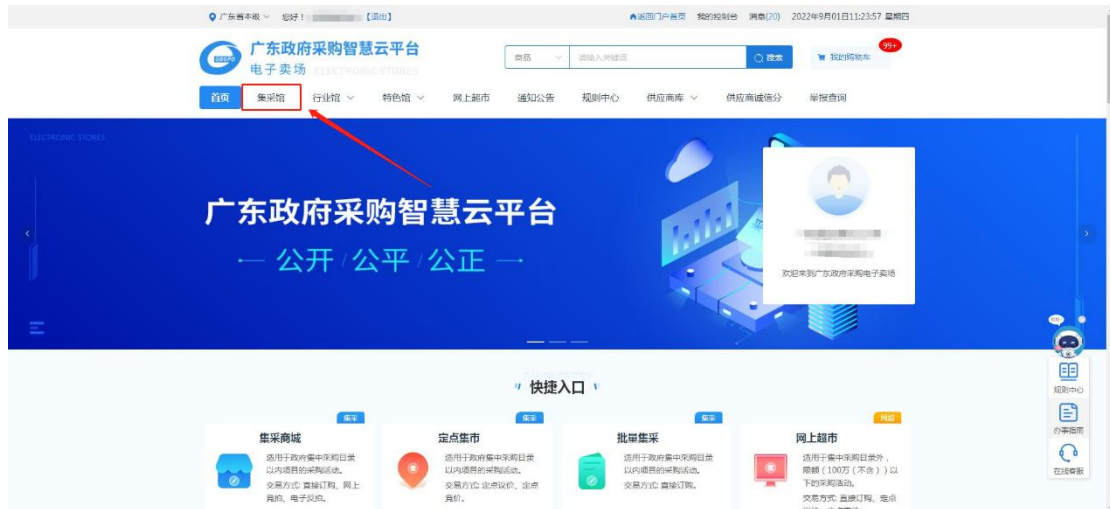 广东省本级 您好！ 【退出】 返回门户首页 我的控制台 消息(20) 2022年9月01日11:23:57 星期四
广东政府采购智慧云平台
电子卖场 ELECTRONIC STORES
商品 请输入关键词 搜索 我的购物车 99+
首页 集采馆 行业馆 特色馆 网上超市 通知公告 规则中心 供应商库 供应商诚信分 举报查询
ELECTRONIC STORES
广东政府采购智慧云平台
公开 / 公平 / 公正
欢迎来到广东政府采购电子卖场
快捷入口
集采 集采 集采 网超
集采商城
适用于政府集中采购目录
以内项目的采购活动。
交易方式: 直接订购、网上
竞价、电子反拍。
定点集市
适用于政府集中采购目录
以内项目的采购活动。
交易方式: 定点议价、定点
竞价。
批量集采
适用于政府集中采购目录
以内项目的采购活动。
交易方式: 直接订购。
网上超市
适用于集中采购目录外，
限额（100万（不含））以
下的采购活动。
交易方式: 直接订购、定点
规则中心
办事指南
在线客服